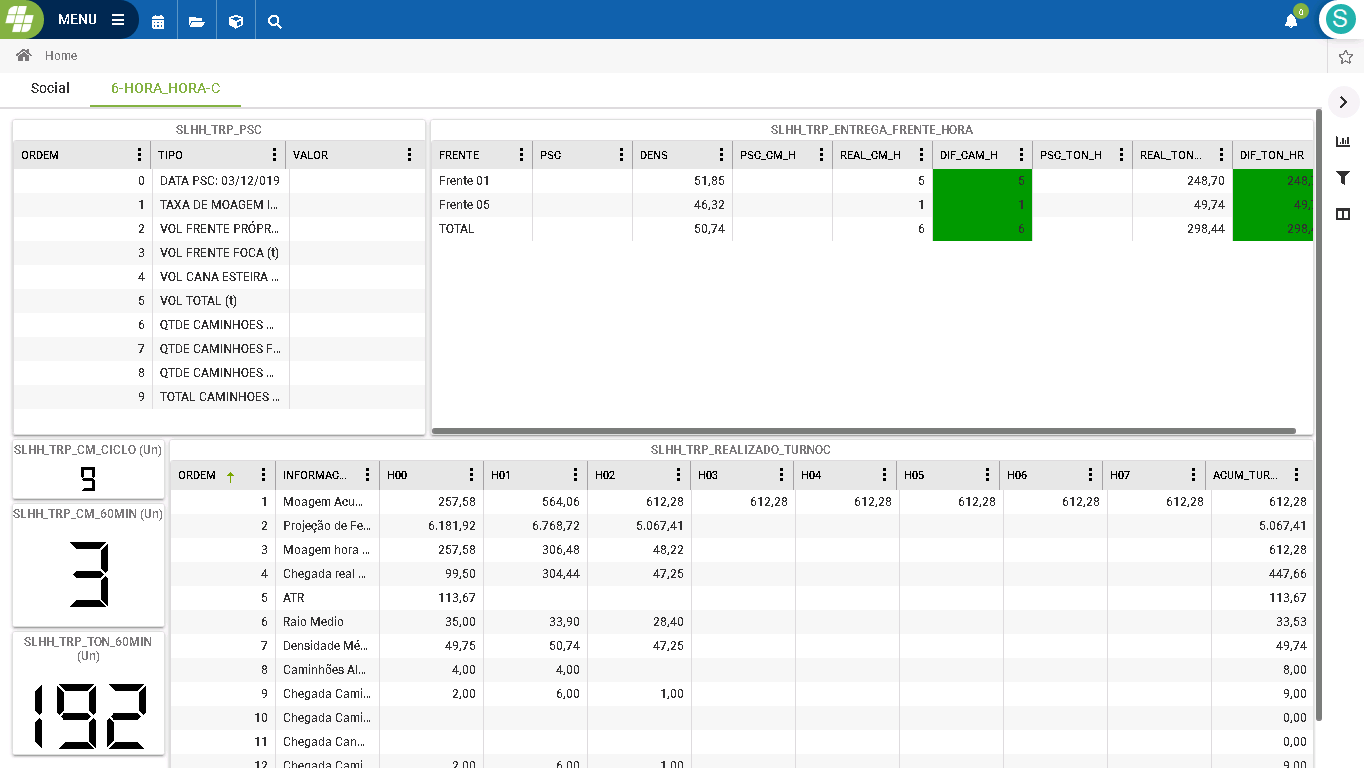 MENU
0
S
Home
Social 6-HORA_HORA-C
SLHH_TRP_PSC
ORDEM TIPO VALOR
0 DATA PSC: 03/12/019
1 TAXA DE MOAGEM I...
2 VOL FRENTE PRÓPR...
3 VOL FRENTE FOCA (t)
4 VOL CANA ESTEIRA ...
5 VOL TOTAL (t)
6 QTDE CAMINHOES ...
7 QTDE CAMINHOES F...
8 QTDE CAMINHOES ...
9 TOTAL CAMINHOES ...
SLHH_TRP_ENTREGA_FRENTE_HORA
FRENTE PSC DENS PSC_CM_H REAL_CM_H DIF_CAM_H PSC_TON_H REAL_TON... DIF_TON_HR
Frente 01 51,85 5 5 248,70 248,
Frente 05 46,32 1 1 49,74 49,
TOTAL 50,74 6 6 298,44 298,
SLHH_TRP_CM_CICLO (Un)
9
SLHH_TRP_CM_60MIN (Un)
3
SLHH_TRP_TON_60MIN
(Un)
192
SLHH_TRP_REALIZADO_TURNOC
ORDEM INFORMAC... H00 H01 H02 H03 H04 H05 H06 H07 AGUM_TUR...
1 Moagem Acu... 257,58 564,06 612,28 612,28 612,28 612,28 612,28 612,28 612,28
2 Projeção de Fe... 6.181,92 6.768,72 5.067,41 5.067,41
3 Moagem hora ... 257,58 306,48 48,22 612,28
4 Chegada real ... 99,50 304,44 47,25 447,66
5 ATR 113,67 113,67
6 Raio Medio 35,00 33,90 28,40 33,53
7 Densidade Mé... 49,75 50,74 47,25 49,74
8 Caminhões Al... 4,00 4,00 8,00
9 Chegada Cami... 2,00 6,00 1,00 9,00
10 Chegada Cami... 0,00
11 Chegada Can... 0,00
12 Chegada Cami... 2,00 6,00 1,00 9,00